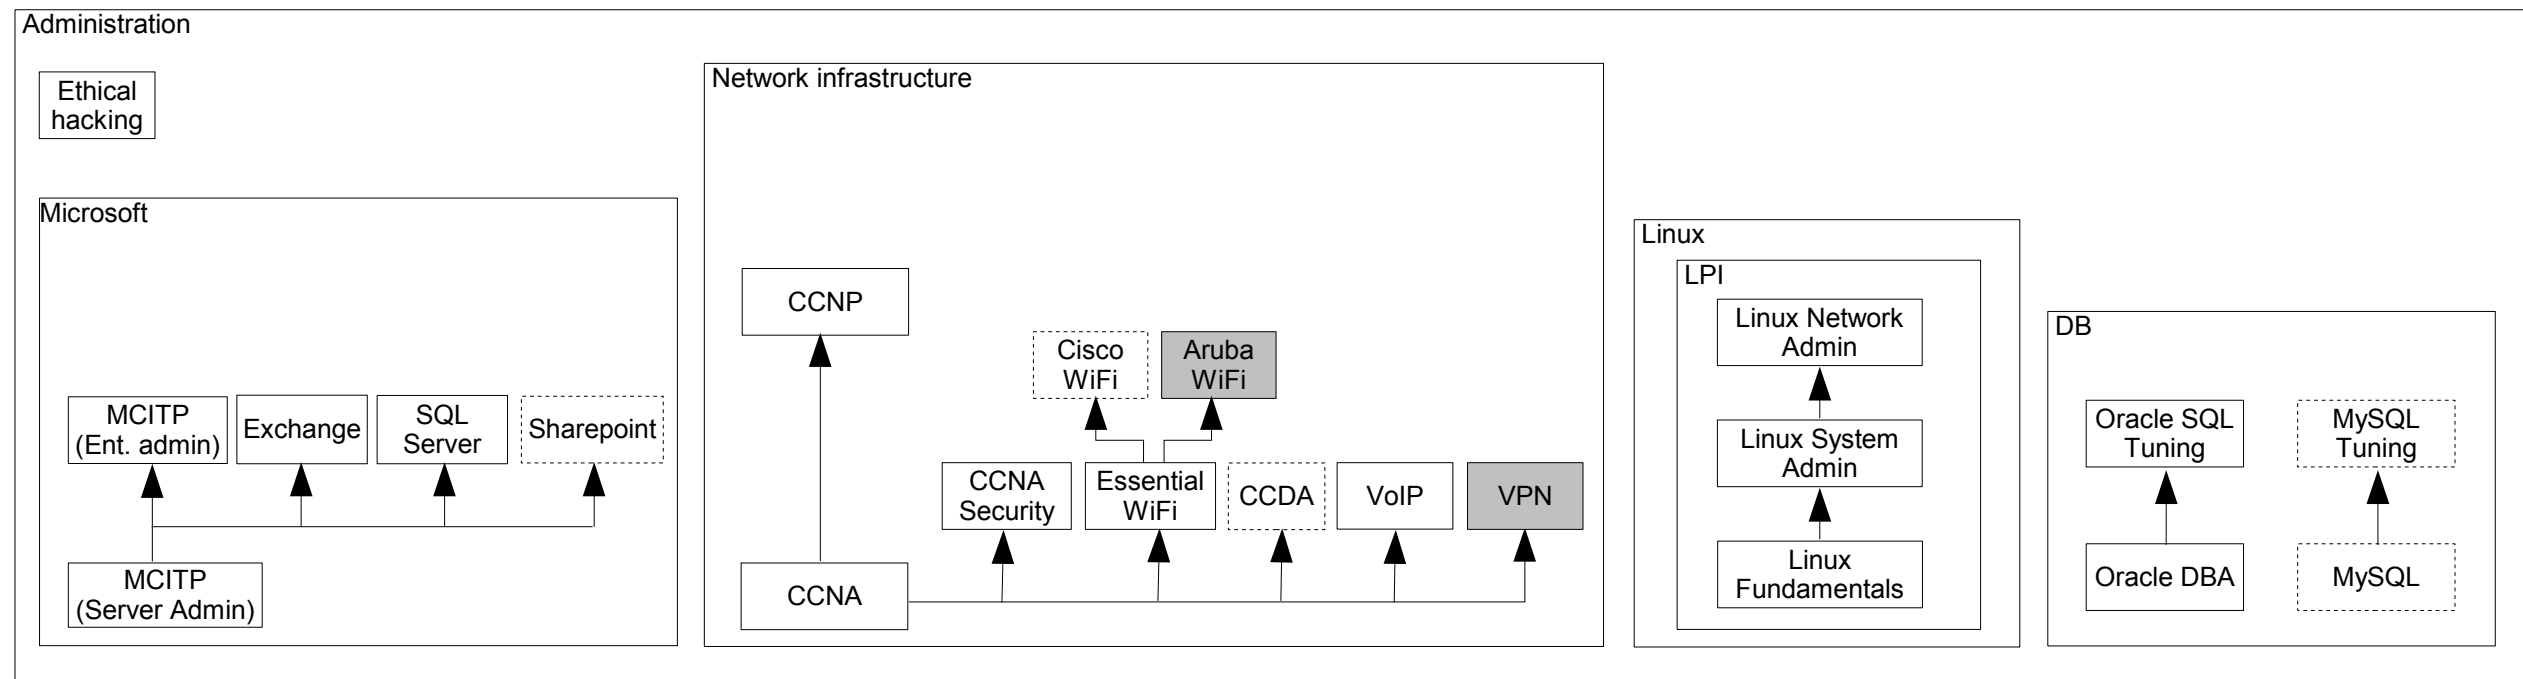 Administration
Ethical
hacking
Microsoft
MCITP
(Ent. admin)
Exchange
SQL
Server
Sharepoint
MCITP
(Server Admin)
Network infrastructure
CCNP
Cisco
WiFi
Aruba
WiFi
CCNA
Security
Essential
WiFi
CCDA
VoIP
VPN
CCNA
Linux
LPI
Linux Network
Admin
Linux System
Admin
Linux
Fundamentals
DB
Oracle SQL
Tuning
MySQL
Tuning
Oracle DBA
MySQL